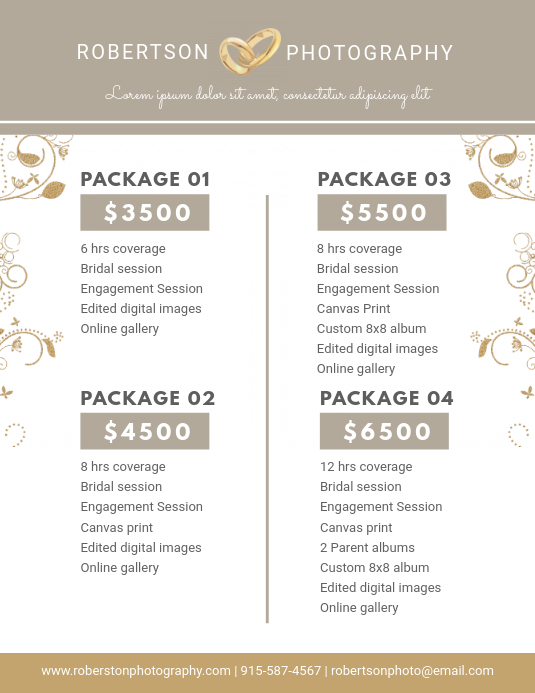 ROBERTSON PHOTOGRAPHY
Lorem ipsum dolor sit amet, consectetur adipiscing elit
PACKAGE 01
$3500
6 hrs coverage
Bridal session
Engagement Session
Edited digital images
Online gallery
PACKAGE 02
$4500
8 hrs coverage
Bridal session
Engagement Session
Canvas print
Edited digital images
Online gallery
PACKAGE 03
$5500
8 hrs coverage
Bridal session
Engagement Session
Canvas Print
Custom 8x8 album
Edited digital images
Online gallery
PACKAGE 04
$6500
12 hrs coverage
Bridal session
Engagement Session
Canvas print
2 Parent albums
Custom 8x8 album
Edited digital images
Online gallery
www.roberstonphotography.com | 915-587-4567 | robertsonphoto@email.com